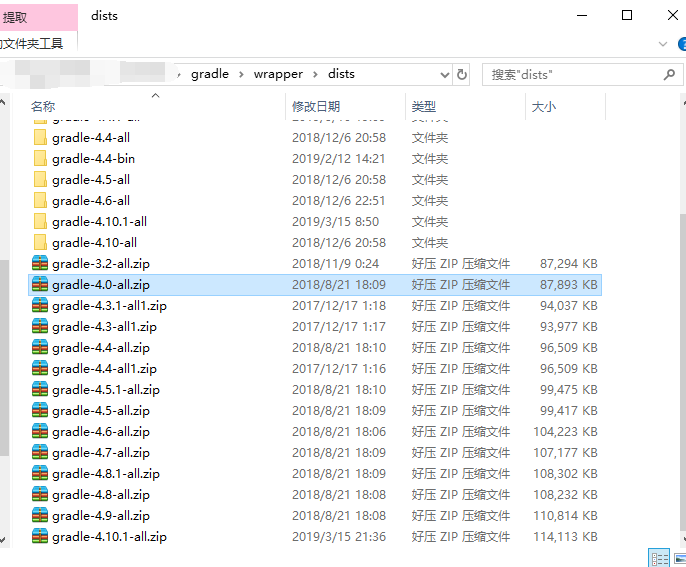 提取
dists
文件夹工具
gradle > wrapper > dists
搜索"dists"
名称 修改日期 类型 大小
gradle-4.4-all 2018/12/6 20:58 文件夹
gradle-4.4-bin 2019/2/12 14:21 文件夹
gradle-4.5-all 2018/12/6 20:58 文件夹
gradle-4.6-all 2018/12/6 22:51 文件夹
gradle-4.10.1-all 2019/3/15 8:50 文件夹
gradle-4.10-all 2018/12/6 20:58 文件夹
gradle-3.2-all.zip 2018/11/9 0:24 好压 ZIP 压缩文件 87,294 KB
gradle-4.0-all.zip 2018/8/21 18:09 好压 ZIP 压缩文件 87,893 KB
gradle-4.3.1-all1.zip 2017/12/17 1:18 好压 ZIP 压缩文件 94,037 KB
gradle-4.3-all1.zip 2017/12/17 1:17 好压 ZIP 压缩文件 93,977 KB
gradle-4.4-all.zip 2018/8/21 18:10 好压 ZIP 压缩文件 96,509 KB
gradle-4.4-all1.zip 2017/12/17 1:16 好压 ZIP 压缩文件 96,509 KB
gradle-4.5.1-all.zip 2018/8/21 18:10 好压 ZIP 压缩文件 99,475 KB
gradle-4.5-all.zip 2018/8/21 18:09 好压 ZIP 压缩文件 99,417 KB
gradle-4.6-all.zip 2018/8/21 18:06 好压 ZIP 压缩文件 104,223 KB
gradle-4.7-all.zip 2018/8/21 18:09 好压 ZIP 压缩文件 107,177 KB
gradle-4.8.1-all.zip 2018/8/21 18:09 好压 ZIP 压缩文件 108,302 KB
gradle-4.8-all.zip 2018/8/21 18:08 好压 ZIP 压缩文件 108,232 KB
gradle-4.9-all.zip 2018/8/21 18:08 好压 ZIP 压缩文件 110,814 KB
gradle-4.10.1-all.zip 2019/3/15 21:36 好压 ZIP 压缩文件 114,113 KB